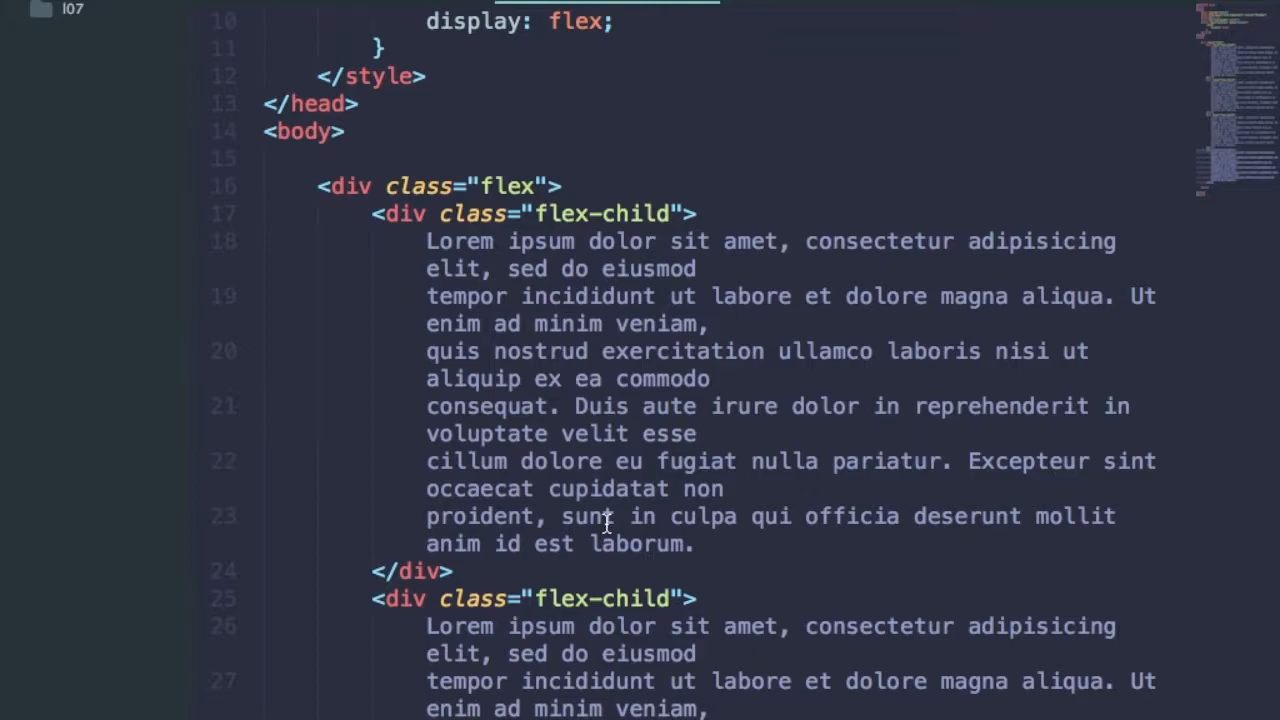 l07
10 display: flex;
11 }
12 </style>
13 </head>
14 <body>
15
16 <div class="flex">
17 <div class="flex-child">
18 Lorem ipsum dolor sit amet, consectetur adipisicing
elit, sed do eiusmod
19 tempor incididunt ut labore et dolore magna aliqua. Ut
enim ad minim veniam,
20 quis nostrud exercitation ullamco laboris nisi ut
aliquip ex ea commodo
21 consequat. Duis aute irure dolor in reprehenderit in
voluptate velit esse
22 cillum dolore eu fugiat nulla pariatur. Excepteur sint
occaecat cupidatat non
23 proident, sunt in culpa qui officia deserunt mollit
anim id est laborum.
24 </div>
25 <div class="flex-child">
26 Lorem ipsum dolor sit amet, consectetur adipisicing
elit, sed do eiusmod
27 tempor incididunt ut labore et dolore magna aliqua. Ut
enim ad minim veniam,